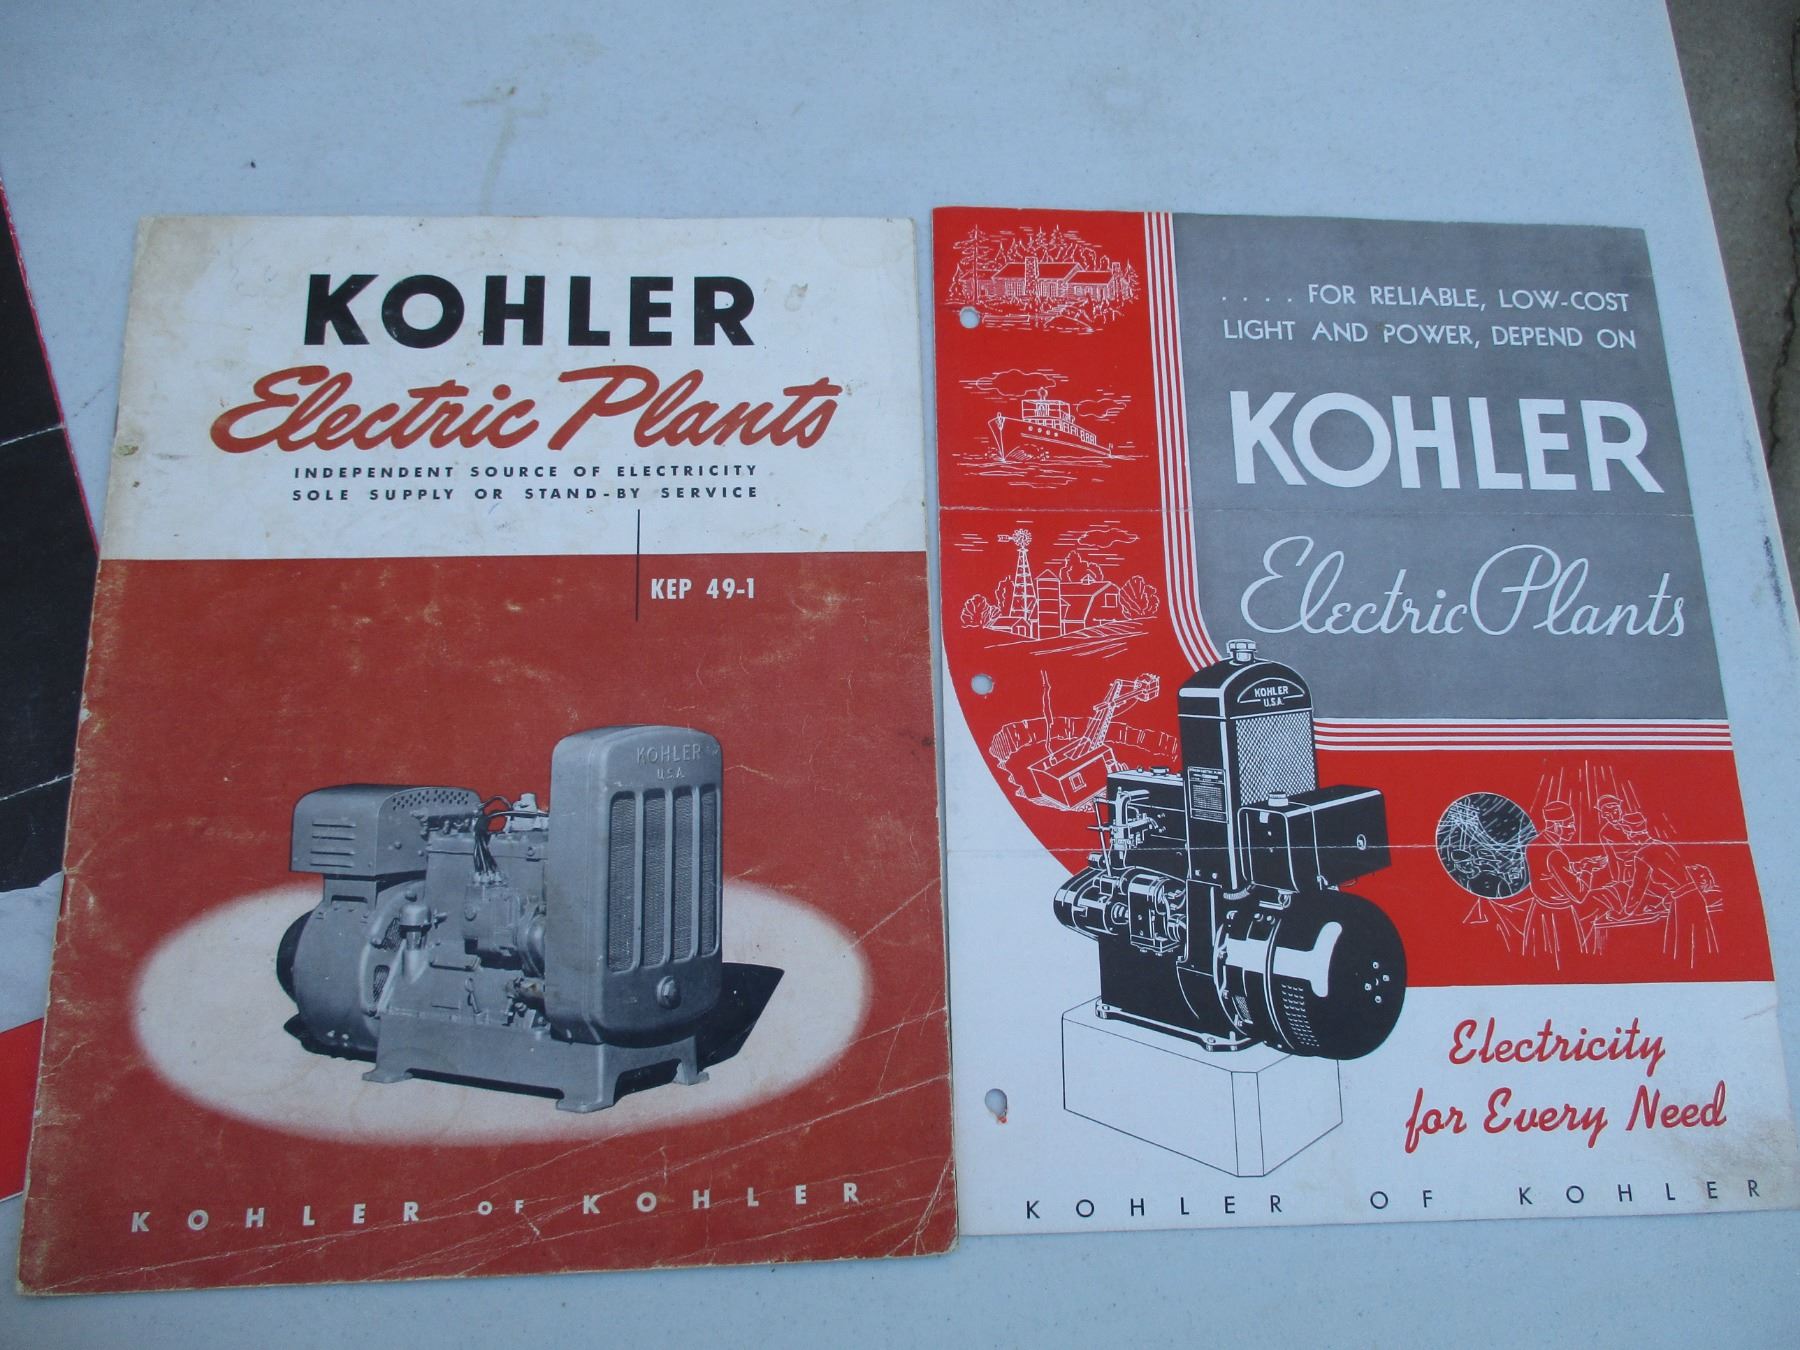 KOHLER
Electric Plants
INDEPENDENT SOURCE OF ELECTRICITY
SOLE SUPPLY OR STAND-BY SERVICE
KEP 49-1
KOHLER
U.S.A.
KOHLER OF KOHLER
.... FOR RELIABLE, LOW-COST
LIGHT AND POWER, DEPEND ON
KOHLER
Electric Plants
KOHLER
U.S.A.
Electricity
for Every Need
KOHLER OF KOHLER